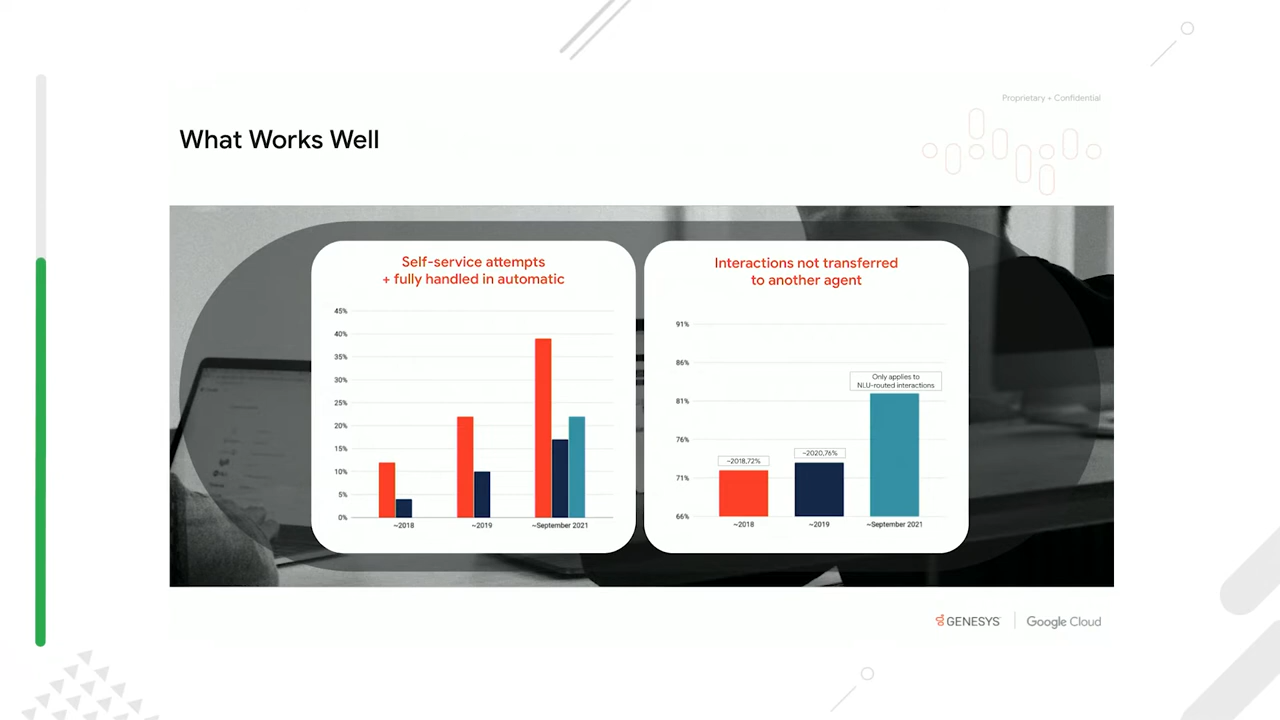 Proprietary + Confidential
What Works Well
Self-service attempts
+ fully handled in automatic
45%
40%
35%
30%
25%
20%
15%
10%
5%
0%
~2018
~2019
~September 2021
Interactions not transferred
to another agent
91%
86%
81%
76%
71%
66%
Only applies to
NLU-routed interactions
~2018,72%
~2020,76%
~2018
~2019
~September 2021
GENESYS
Google Cloud